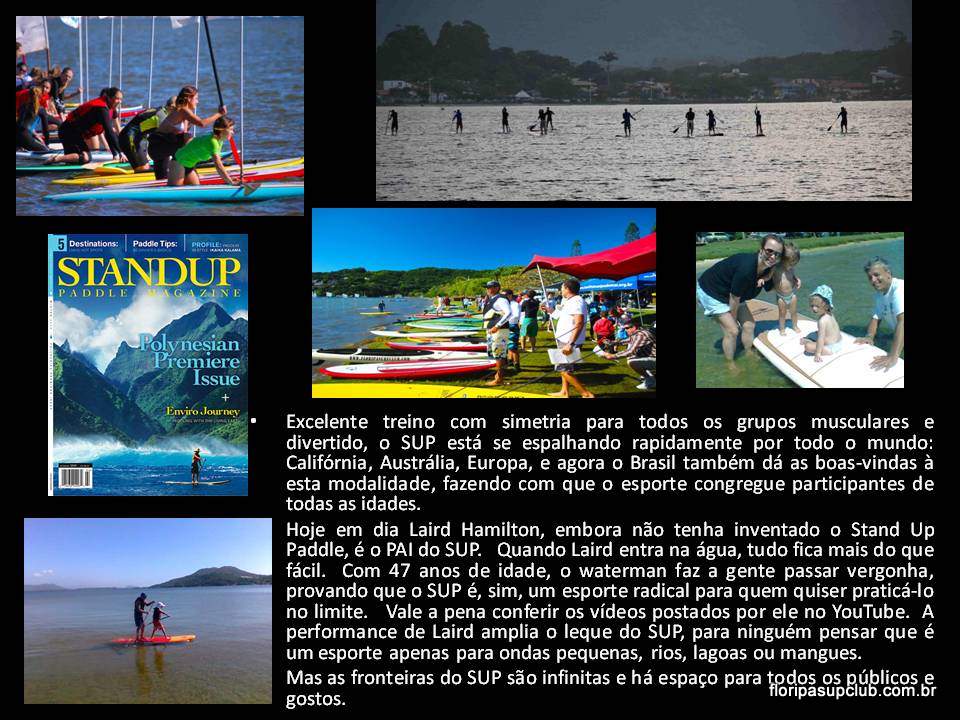 5 Destinations:
Paddle Tips:
PROFILE:
STANDUP
PADDLE MAGAZINE
Polynesian
Premiere
Issue
+
Enviro Journey
• Excelente treino com simetria para todos os grupos musculares e
divertido, o SUP está se espalhando rapidamente por todo o mundo:
Califórnia, Austrália, Europa, e agora o Brasil também dá as boas-vindas à
esta modalidade, fazendo com que o esporte congregue participantes de
todas as idades.
Hoje em dia Laird Hamilton, embora não tenha inventado o Stand Up
Paddle, é o PAI do SUP. Quando Laird entra na água, tudo fica mais do que
fácil. Com 47 anos de idade, o waterman faz a gente passar vergonha,
provando que o SUP é, sim, um esporte radical para quem quiser praticá-lo
no limite. Vale a pena conferir os vídeos postados por ele no YouTube. A
performance de Laird amplia o leque do SUP, para ninguém pensar que é
um esporte apenas para ondas pequenas, rios, lagoas ou mangues.
Mas as fronteiras do SUP são infinitas e há espaço para todos os públicos e
gostos.
floripasupclub.com.br